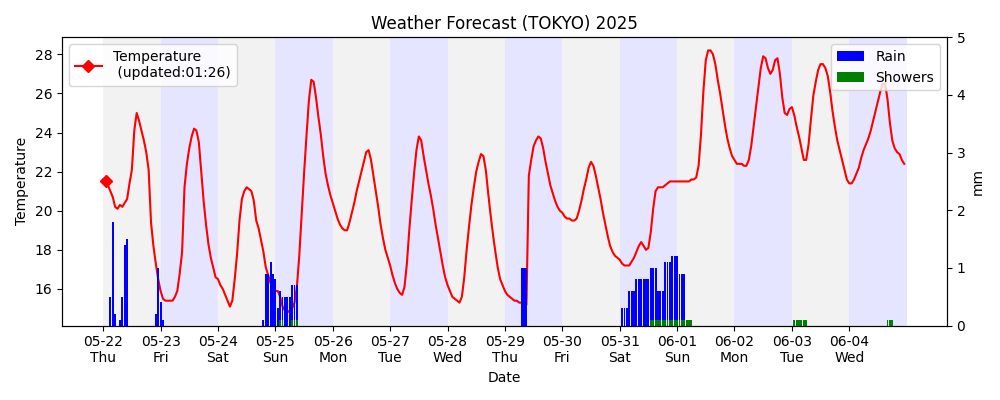 Weather Forecast (TOKYO) 2025
Temperature
(updated:01:26)
Rain
Showers
Temperature
28
26
24
22
20
18
16
5
4
3
2
1
0
mm
05-22 05-23 05-24 05-25 05-26 05-27 05-28 05-29 05-30 05-31 06-01 06-02 06-03 06-04
Thu Fri Sat Sun Mon Tue Wed Thu Fri Sat Sun Mon Tue Wed
Date